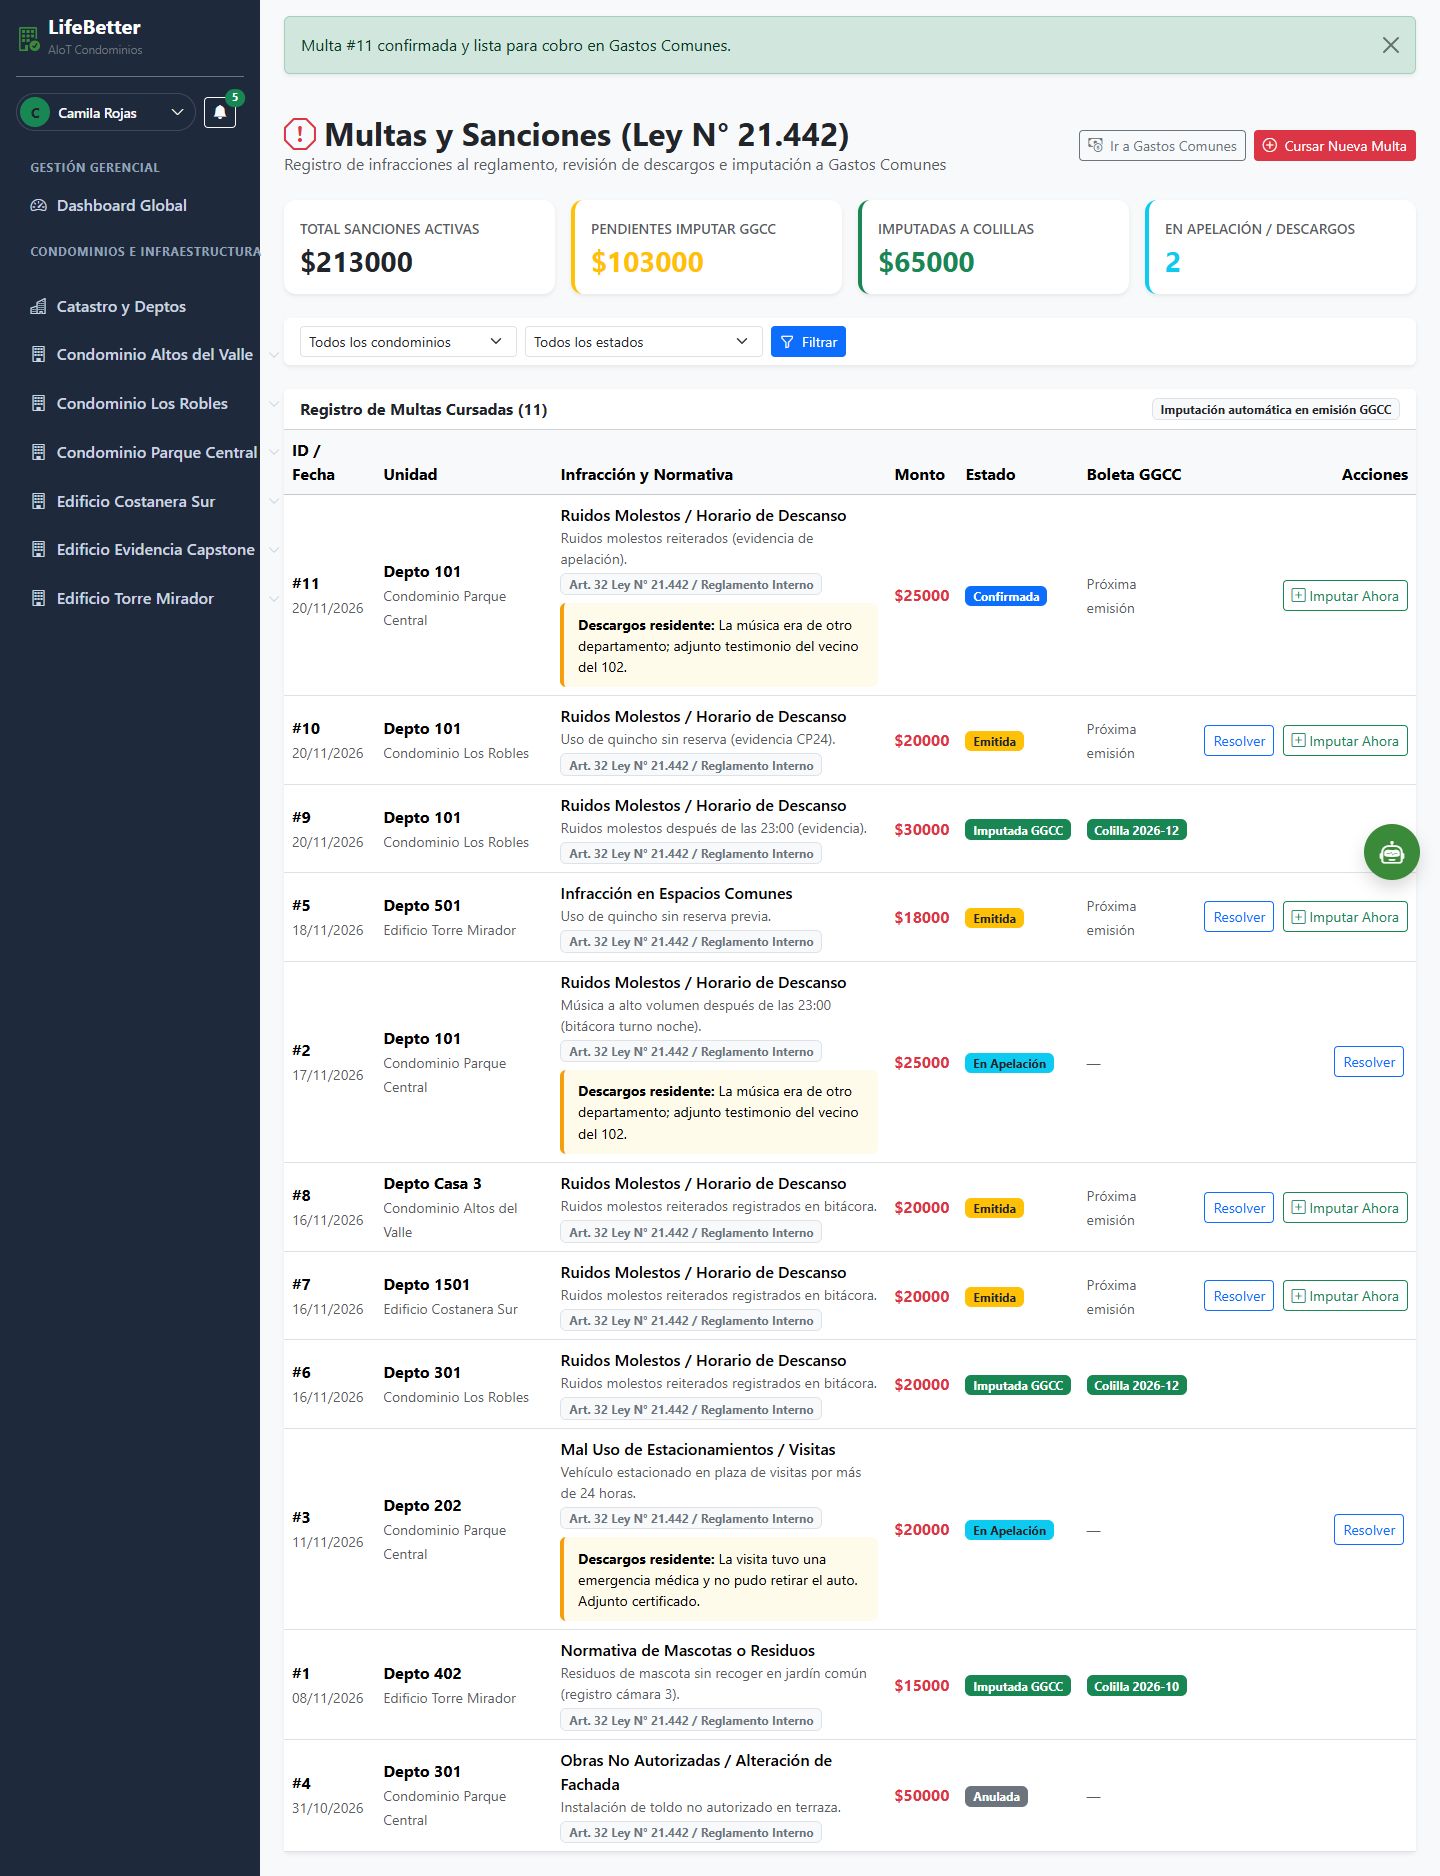 LifeBetter
AIoT Condominios
C
Camila Rojas
5
GESTIÓN GERENCIAL
Dashboard Global
CONDOMINIOS E INFRAESTRUCTURA
Catastro y Deptos
Condominio Altos del Valle
Condominio Los Robles
Condominio Parque Central
Edificio Costanera Sur
Edificio Evidencia Capstone
Edificio Torre Mirador
Multa #11 confirmada y lista para cobro en Gastos Comunes.
Multas y Sanciones (Ley N° 21.442)
Registro de infracciones al reglamento, revisión de descargos e imputación a Gastos Comunes
Ir a Gastos Comunes
Cursar Nueva Multa
TOTAL SANCIONES ACTIVAS
$213000
PENDIENTES IMPUTAR GGCC
$103000
IMPUTADAS A COLILLAS
$65000
EN APELACIÓN / DESCARGOS
2
Todos los condominios
Todos los estados
Filtrar
Registro de Multas Cursadas (11)
Imputación automática en emisión GGCC
ID /
Fecha
Unidad
Infracción y Normativa
Monto
Estado
Boleta GGCC
Acciones
#11
20/11/2026
Depto 101
Condominio Parque
Central
Ruidos Molestos / Horario de Descanso
Ruidos molestos reiterados (evidencia de
apelación).
Art. 32 Ley N° 21.442 / Reglamento Interno
Descargos residente: La música era de otro
departamento; adjunto testimonio del vecino
del 102.
$25000
Confirmada
Próxima
emisión
Imputar Ahora
#10
20/11/2026
Depto 101
Condominio Los Robles
Ruidos Molestos / Horario de Descanso
Uso de quincho sin reserva (evidencia CP24).
Art. 32 Ley N° 21.442 / Reglamento Interno
$20000
Emitida
Próxima
emisión
Resolver
Imputar Ahora
#9
20/11/2026
Depto 101
Condominio Los Robles
Ruidos Molestos / Horario de Descanso
Ruidos molestos después de las 23:00 (evidencia).
Art. 32 Ley N° 21.442 / Reglamento Interno
$30000
Imputada GGCC
Colilla 2026-12
#5
18/11/2026
Depto 501
Edificio Torre Mirador
Infracción en Espacios Comunes
Uso de quincho sin reserva previa.
Art. 32 Ley N° 21.442 / Reglamento Interno
$18000
Emitida
Próxima
emisión
Resolver
Imputar Ahora
#2
17/11/2026
Depto 101
Condominio Parque
Central
Ruidos Molestos / Horario de Descanso
Música a alto volumen después de las 23:00
(bitácora turno noche).
Art. 32 Ley N° 21.442 / Reglamento Interno
Descargos residente: La música era de otro
departamento; adjunto testimonio del vecino
del 102.
$25000
En Apelación
—
Resolver
#8
16/11/2026
Depto Casa 3
Condominio Altos del
Valle
Ruidos Molestos / Horario de Descanso
Ruidos molestos reiterados registrados en bitácora.
Art. 32 Ley N° 21.442 / Reglamento Interno
$20000
Emitida
Próxima
emisión
Resolver
Imputar Ahora
#7
16/11/2026
Depto 1501
Edificio Costanera Sur
Ruidos Molestos / Horario de Descanso
Ruidos molestos reiterados registrados en bitácora.
Art. 32 Ley N° 21.442 / Reglamento Interno
$20000
Emitida
Próxima
emisión
Resolver
Imputar Ahora
#6
16/11/2026
Depto 301
Condominio Los Robles
Ruidos Molestos / Horario de Descanso
Ruidos molestos reiterados registrados en bitácora.
Art. 32 Ley N° 21.442 / Reglamento Interno
$20000
Imputada GGCC
Colilla 2026-12
#3
11/11/2026
Depto 202
Condominio Parque
Central
Mal Uso de Estacionamientos / Visitas
Vehículo estacionado en plaza de visitas por más
de 24 horas.
Art. 32 Ley N° 21.442 / Reglamento Interno
Descargos residente: La visita tuvo una
emergencia médica y no pudo retirar el auto.
Adjunto certificado.
$20000
En Apelación
—
Resolver
#1
08/11/2026
Depto 402
Edificio Torre Mirador
Normativa de Mascotas o Residuos
Residuos de mascota sin recoger en jardín común
(registro cámara 3).
Art. 32 Ley N° 21.442 / Reglamento Interno
$15000
Imputada GGCC
Colilla 2026-10
#4
31/10/2026
Depto 301
Condominio Parque
Central
Obras No Autorizadas / Alteración de
Fachada
Instalación de toldo no autorizado en terraza.
Art. 32 Ley N° 21.442 / Reglamento Interno
$50000
Anulada
—